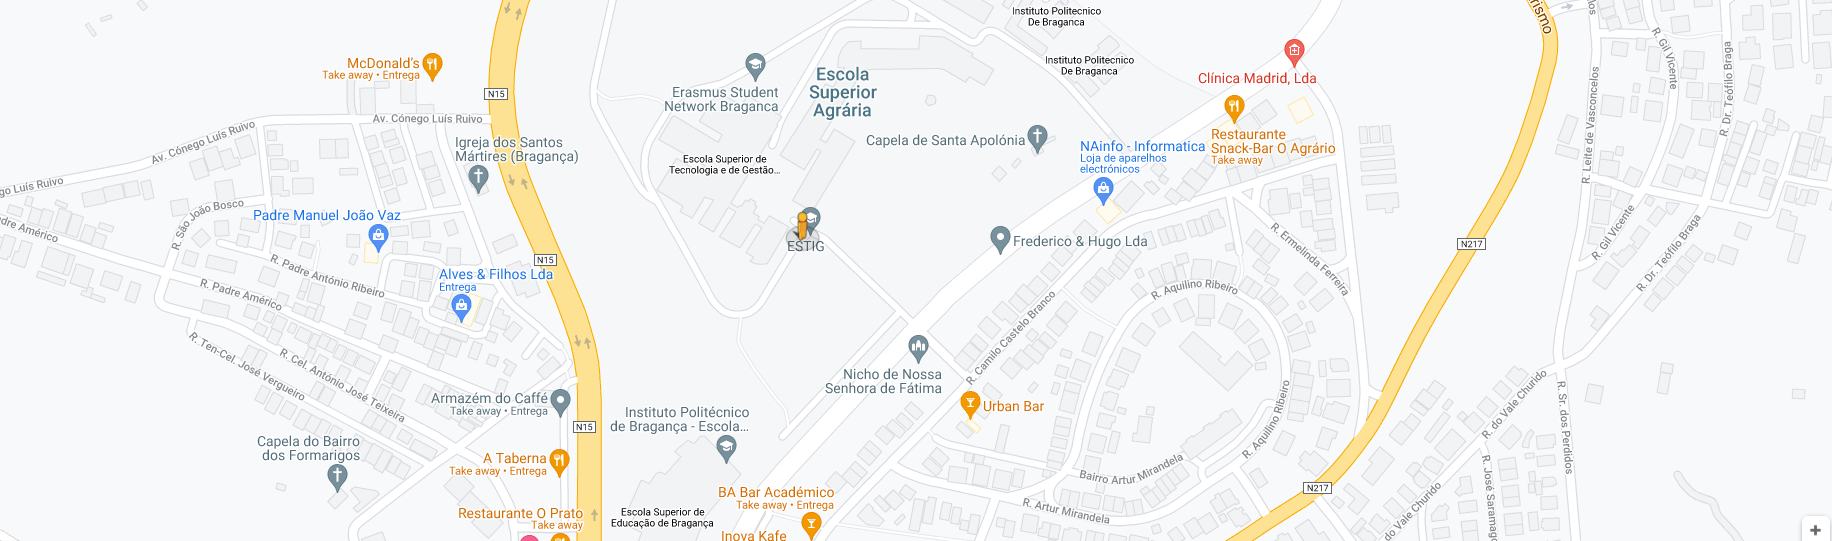 Instituto Politecnico
De Braganca
Instituto Politecnico
De Braganca
McDonald's
Take away • Entrega
N15
Erasmus Student
Network Braganca
Escola
Superior
Agrária
Clínica Madrid, Lda
Restaurante
Snack-Bar O Agrário
Take away
Av. Cónego Luís Ruivo
Av. Cónego Luís Ruivo
Igreja dos Santos
Mártires (Bragança)
Capela de Santa Apolónia
NAinfo - Informatica
Loja de aparelhos
electrónicos
Escola Superior de
Tecnologia e de Gestão...
ego Luís Ruivo
R. São João Bosco
Padre Manuel João Vaz
Padre Américo
ESTIG
Frederico & Hugo Lda
N15
N217
R. Padre António Ribeiro
Alves & Filhos Lda
Entrega
R. Padre Américo
R. Ermelinda Ferreira
R. Aquilino Ribeiro
R. Camilo Castelo Branco
R. Ten-Cel. José Vergueiro
R. Cel. António José Teixeira
Nicho de Nossa
Senhora de Fátima
Armazém do Caffé
Take away • Entrega
Urban Bar
Instituto Politécnico
de Bragança - Escola...
N15
Capela do Bairro
dos Formarigos
A Taberna
Take away • Entrega
R. Aquilino Ribeiro
Bairro Artur Mirandela
R. Artur Mirandela
BA Bar Académico
Take away • Entrega
Inova Kafe
Restaurante O Prato
Take away
Escola Superior de
Educação de Bragança
N217
rismo
os
R. Gil Vicente
R. Dr. Teófilo Braga
R. Leite de Vasconcelos
R. Gil Vicente
R. Dr. Teófilo Braga
R. do Vale Churido
R. Sr. dos Perdidos
do Vale Churido
R. José Saramago